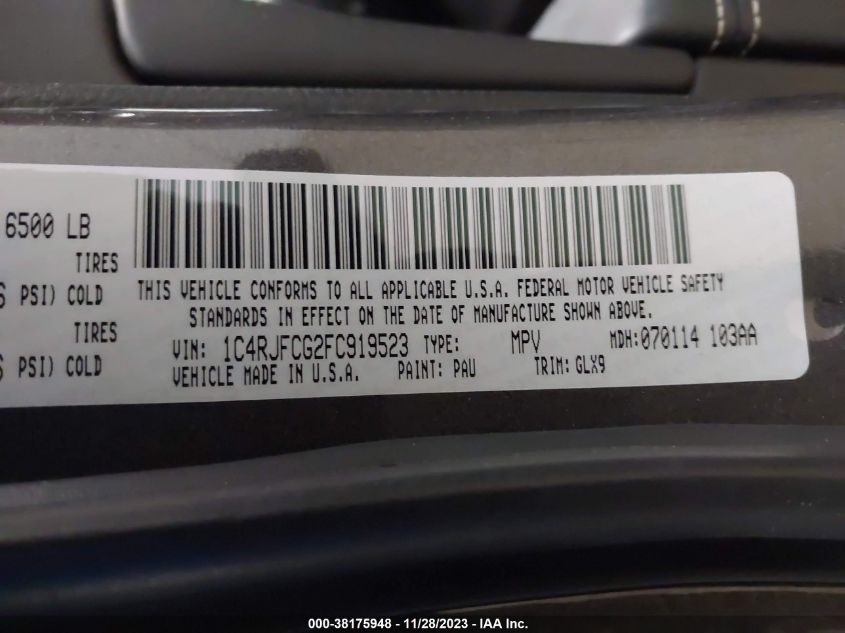 6500 LB
TIRES
PSI) COLD
THIS VEHICLE CONFORMS TO ALL APPLICABLE U.S.A. FEDERAL MOTOR VEHICLE SAFETY
STANDARDS IN EFFECT ON THE DATE OF MANUFACTURE SHOWN ABOVE.
TIRES
VIN: 1C4RJFCG2FC919523 TYPE: MPV MDH:070114 103AA
PSI) COLD
VEHICLE MADE IN U.S.A. PAINT: PAU TRIM: GLX9
000-38175948 - 11/28/2023 - IAA Inc.